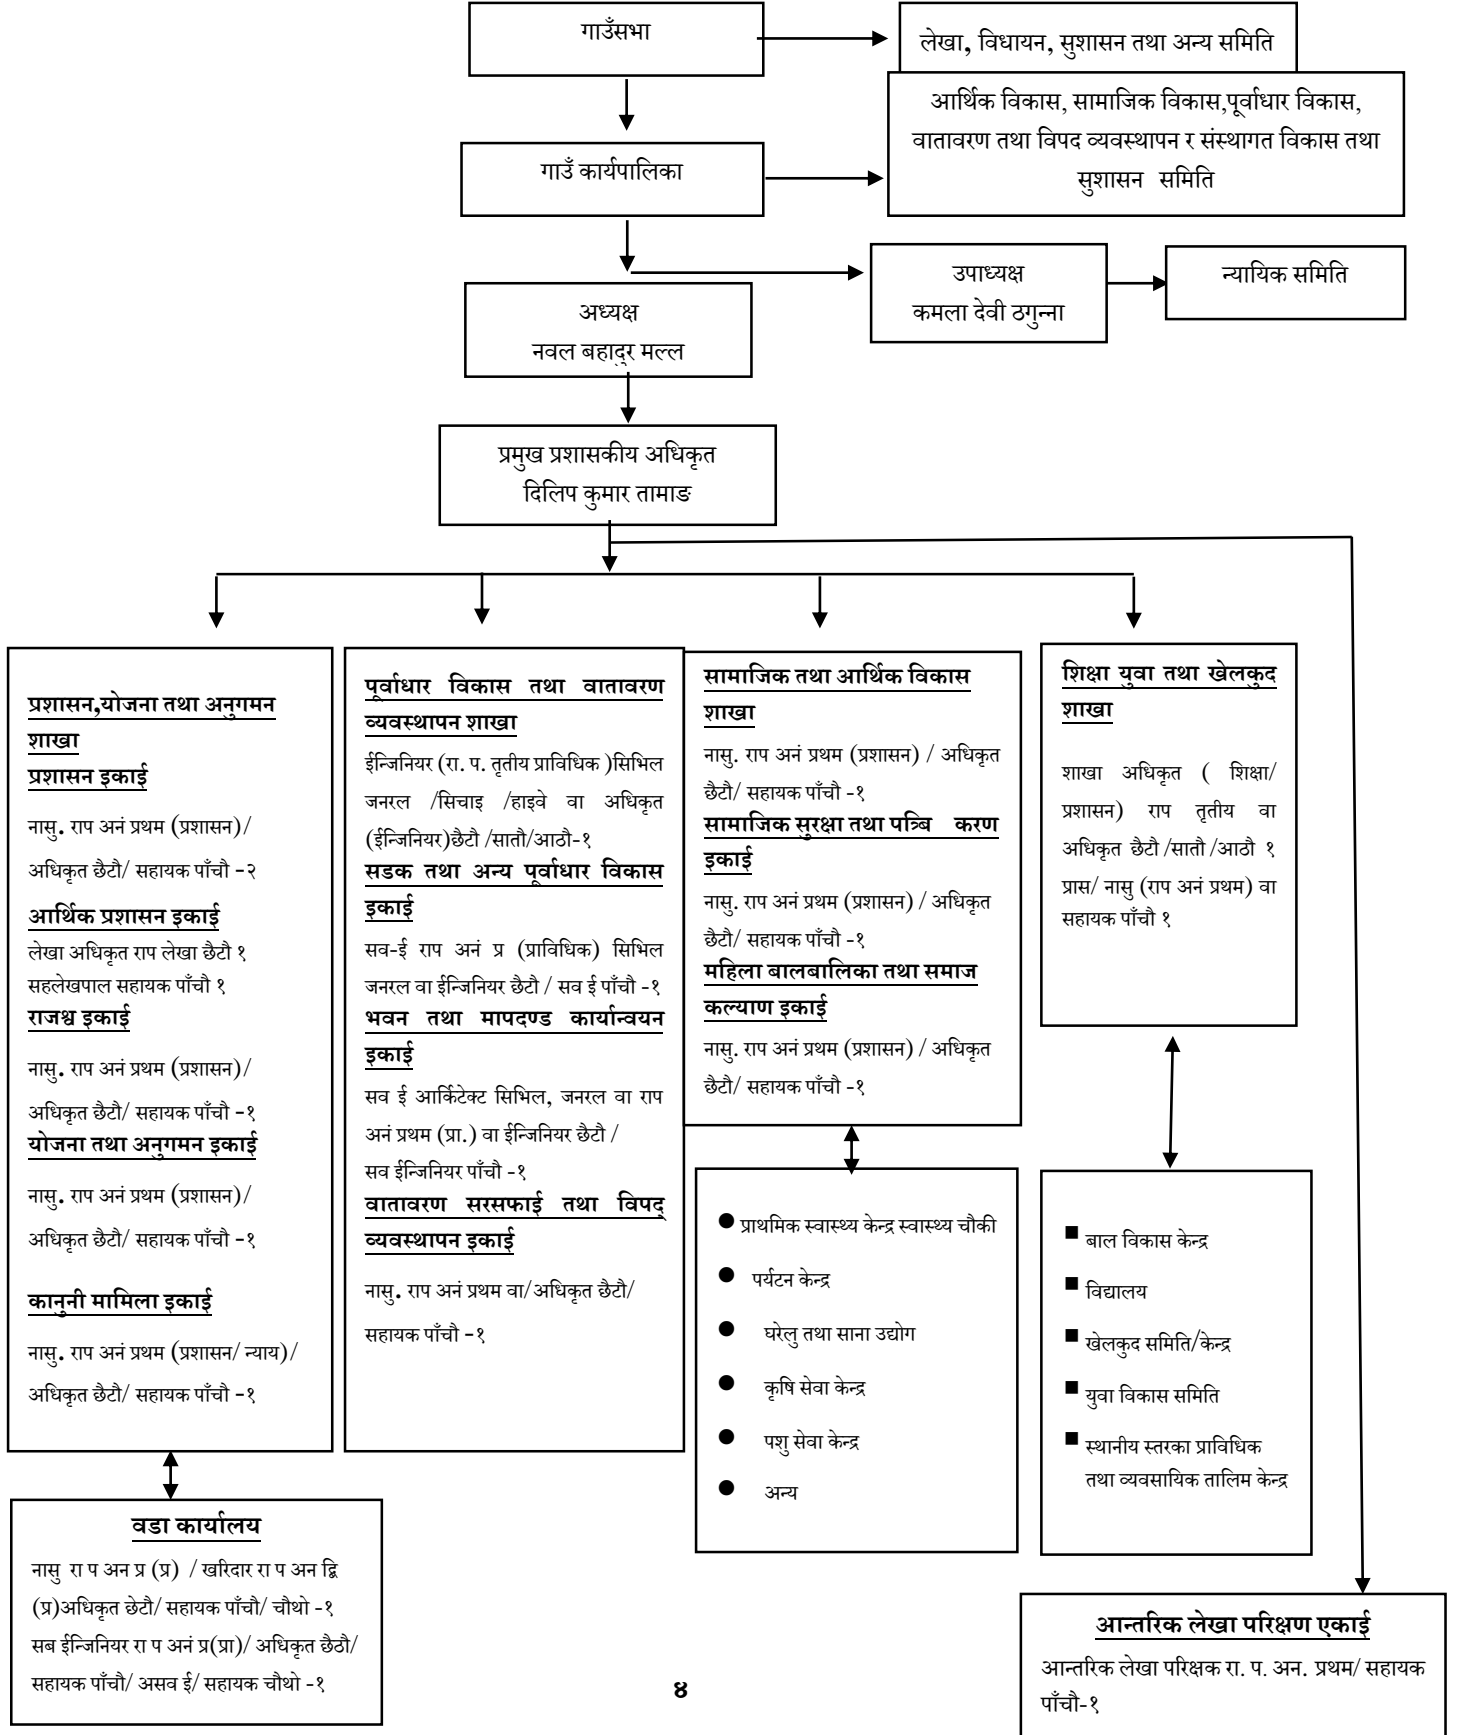 गाउँसभा
लेखा, विधायन, सुशासन तथा अन्य समिति
आर्थिक विकास, सामाजिक विकास,पूर्वाधार विकास,
वातावरण तथा विपद व्यवस्थापन र संस्थागत विकास तथा
सुशासन समिति
गाउँ कार्यपालिका
उपाध्यक्ष
कमला देवी ठगुन्ना
न्यायिक समिति
अध्यक्ष
नवल बहादुर मल्ल
प्रमुख प्रशासकीय अधिकृत
दिलिप कुमार तामाङ
प्रशासन,योजना तथा अनुगमन
शाखा
प्रशासन इकाई
नासु. राप अनं प्रथम (प्रशासन)/
अधिकृत छैटौ/ सहायक पाँचौ -२
आर्थिक प्रशासन इकाई
लेखा अधिकृत राप लेखा छैटौ १
सहलेखपाल सहायक पाँचौ १
राजश्व इकाई
नासु. राप अनं प्रथम (प्रशासन)/
अधिकृत छैटौ/ सहायक पाँचौ -१
योजना तथा अनुगमन इकाई
नासु. राप अनं प्रथम (प्रशासन)/
अधिकृत छैटौ/ सहायक पाँचौ -१
कानुनी मामिला इकाई
नासु. राप अनं प्रथम (प्रशासन/ न्याय)/
अधिकृत छैटौ/ सहायक पाँचौ -१
पूर्वाधार विकास तथा वातावरण
व्यवस्थापन शाखा
ईन्जिनियर (रा. प. तृतीय प्राविधिक )सिभिल
जनरल /सिचाइ /हाइवे वा अधिकृत
(ईन्जिनियर)छैटौ /सातौ/आठौ-१
सडक तथा अन्य पूर्वाधार विकास
इकाई
सव-ई राप अनं प्र (प्राविधिक) सिभिल
जनरल वा ईन्जिनियर छैटौ / सव ई पाँचौ -१
भवन तथा मापदण्ड कार्यान्वयन
इकाई
सव ई आर्किटेक्ट सिभिल, जनरल वा राप
अनं प्रथम (प्रा.) वा ईन्जिनियर छैटौ /
सव ईन्जिनियर पाँचौ -१
वातावरण सरसफाई तथा विपद्
व्यवस्थापन इकाई
नासु. राप अनं प्रथम वा/अधिकृत छैटौ/
सहायक पाँचौ -१
सामाजिक तथा आर्थिक विकास
शाखा
नासु. राप अनं प्रथम (प्रशासन) / अधिकृत
छैटौ/ सहायक पाँचौ -१
सामाजिक सुरक्षा तथा पञ्बि करण
इकाई
नासु. राप अनं प्रथम (प्रशासन) / अधिकृत
छैटौ/ सहायक पाँचौ -१
महिला बालबालिका तथा समाज
कल्याण इकाई
नासु. राप अनं प्रथम (प्रशासन) / अधिकृत
छैटौ/ सहायक पाँचौ -१
शिक्षा युवा तथा खेलकुद
शाखा
शाखा अधिकृत ( शिक्षा/
प्रशासन) राप तृतीय वा
अधिकृत छैटौ /सातौ /आठौ १
प्रास/ नासु (राप अनं प्रथम) वा
सहायक पाँचौ १
● प्राथमिक स्वास्थ्य केन्द्र स्वास्थ्य चौकी
● पर्यटन केन्द्र
● घरेलु तथा साना उद्योग
● कृषि सेवा केन्द्र
● पशु सेवा केन्द्र
● अन्य
■ बाल विकास केन्द्र
■ विद्यालय
■ खेलकुद समिति/केन्द्र
■ युवा विकास समिति
■ स्थानीय स्तरका प्राविधिक
तथा व्यवसायिक तालिम केन्द्र
वडा कार्यालय
नासु रा प अन प्र (प्र) / खरिदार रा प अन द्वि
(प्र)अधिकृत छेटौ/ सहायक पाँचौ/ चौथो -१
सब ईन्जिनियर रा प अनं प्र(प्रा)/ अधिकृत छैठौ/
सहायक पाँचौ/ असव ई/ सहायक चौथो -१
आन्तरिक लेखा परिक्षण एकाई
आन्तरिक लेखा परिक्षक रा. प. अन. प्रथम/ सहायक
पाँचौ-१
४